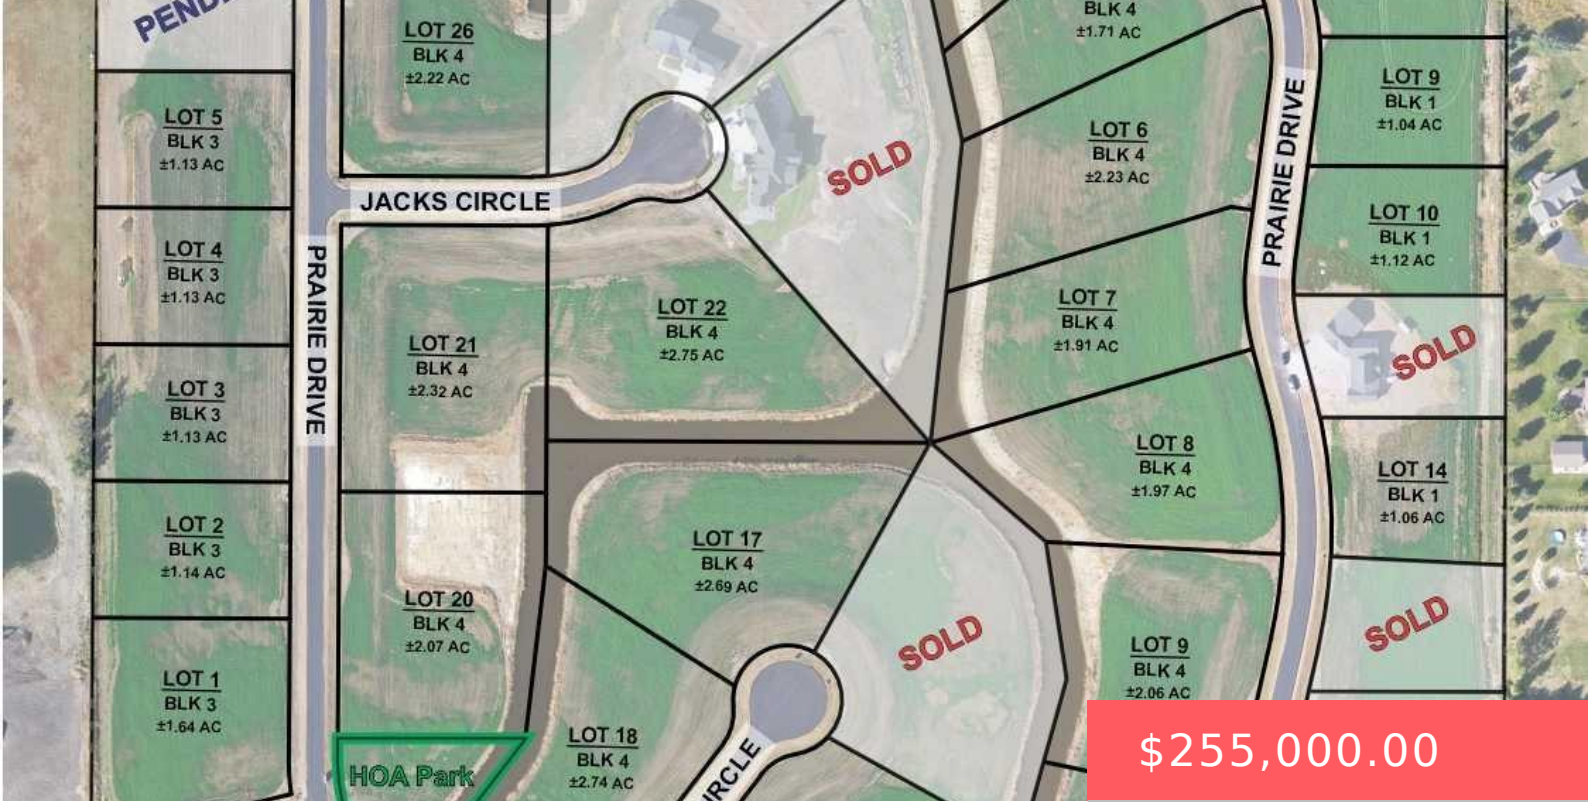 PENDI
LOT 26
BLK 4
±2.22 AC
BLK 4
±1.71 AC
LOT 9
BLK 1
±1.04 AC
LOT 5
BLK 3
±1.13 AC
LOT 6
BLK 4
±2.23 AC
PRAIRIE DRIVE
SOLD
JACKS CIRCLE
LOT 10
BLK 1
±1.12 AC
LOT 4
BLK 3
±1.13 AC
PRAIRIE DRIVE
LOT 22
BLK 4
±2.75 AC
LOT 7
BLK 4
±1.91 AC
LOT 21
BLK 4
±2.32 AC
SOLD
LOT 3
BLK 3
±1.13 AC
LOT 8
BLK 4
±1.97 AC
LOT 14
BLK 1
±1.06 AC
LOT 2
BLK 3
±1.14 AC
LOT 17
BLK 4
±2.69 AC
LOT 20
BLK 4
±2.07 AC
SOLD
SOLD
LOT 9
BLK 4
±2.06 AC
LOT 1
BLK 3
±1.64 AC
LOT 18
BLK 4
±2.74 AC
HOA Park
IRCLE
$255,000.00